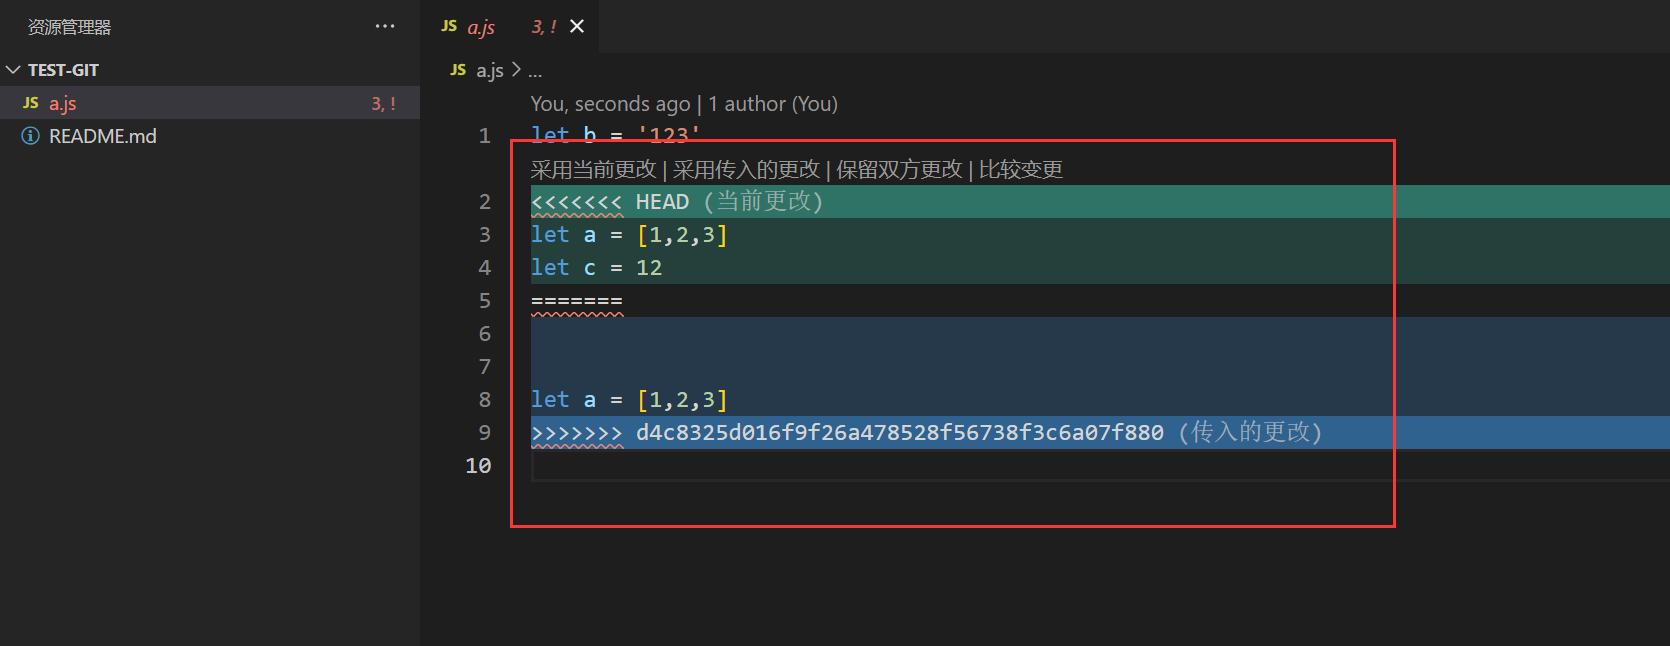 资源管理器 ···
TEST-GIT
JS a.js 3, !
README.md
JS a.js 3, !
JS a.js > ...
You, seconds ago | 1 author (You)
1 let b = '123'
采用当前更改 | 采用传入的更改 | 保留双方更改 | 比较变更
2 <<<<<<< HEAD (当前更改)
3 let a = [1,2,3]
4 let c = 12
5 =======
6
7
8 let a = [1,2,3]
9 >>>>>>> d4c8325d016f9f26a478528f56738f3c6a07f880 (传入的更改)
10